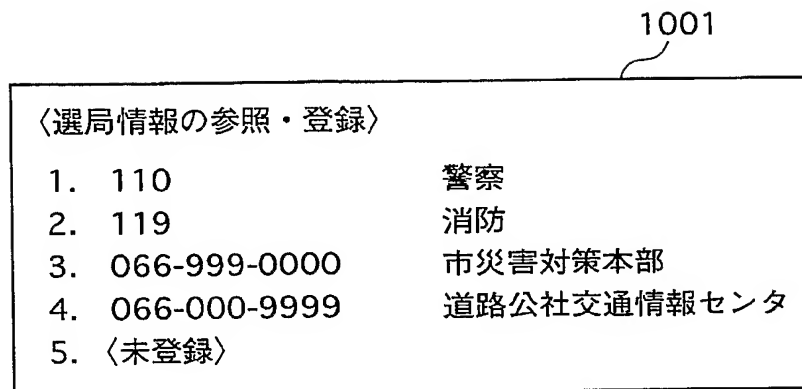 1001
〈選局情報の参照・登録〉
1. 110 警察
2. 119 消防
3. 066-999-0000 市災害対策本部
4. 066-000-9999 道路公社交通情報センタ
5. 〈未登録〉